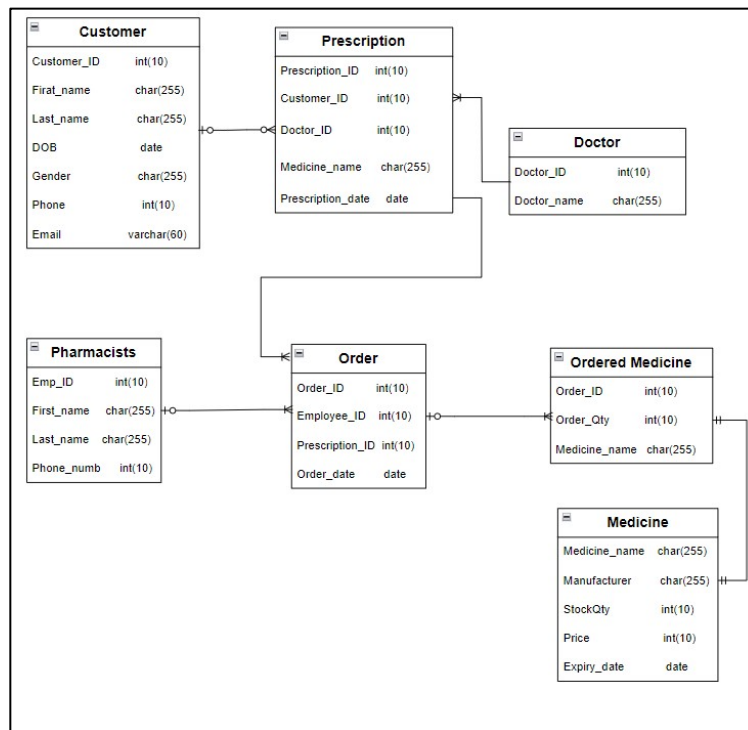 Customer
Customer_ID int(10)
Firat_name char(255)
Last_name char(255)
DOB date
Gender char(255)
Phone int(10)
Email varchar(60)
Prescription
Prescription_ID int(10)
Customer_ID int(10)
Doctor_ID int(10)
Medicine_name char(255)
Prescription_date date
Doctor
Doctor_ID int(10)
Doctor_name char(255)
Pharmacists
Emp_ID int(10)
First_name char(255)
Last_name char(255)
Phone_numb int(10)
Order
Order_ID int(10)
Employee_ID int(10)
Prescription_ID int(10)
Order_date date
Ordered Medicine
Order_ID int(10)
Order_Qty int(10)
Medicine_name char(255)
Medicine
Medicine_name char(255)
Manufacturer char(255)
StockQty int(10)
Price int(10)
Expiry_date date